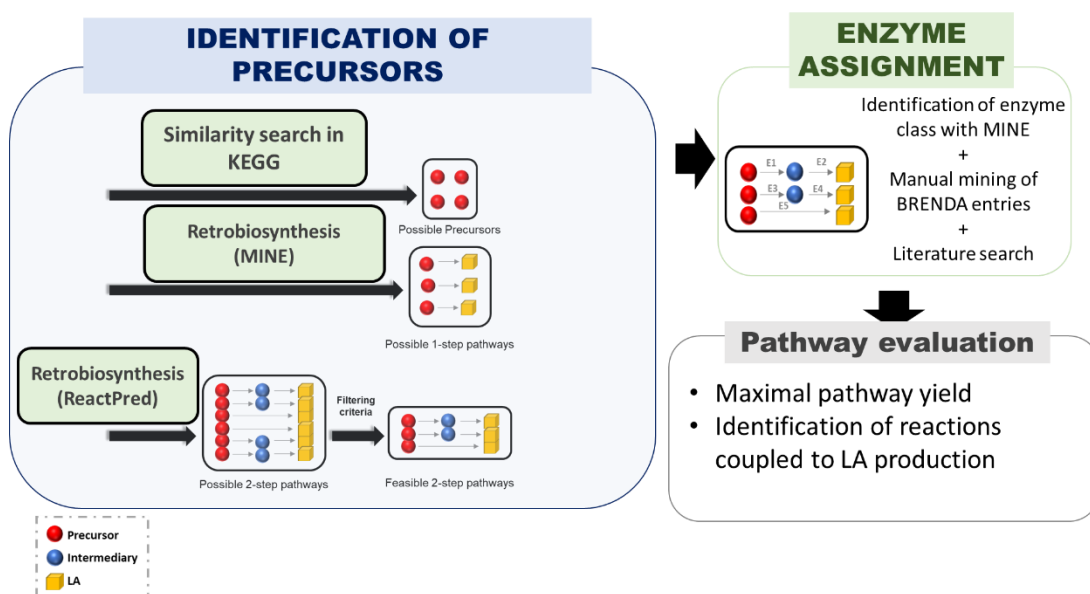 IDENTIFICATION OF
PRECURSORS
Similarity search in
KEGG
Possible Precursors
Retrobiosynthesis
(MINE)
Possible 1-step pathways
Retrobiosynthesis
(ReactPred)
Possible 2-step pathways
Filtering
criteria
Feasible 2-step pathways
Precursor
Intermediary
LA
ENZYME
ASSIGNMENT
E1 E2
E3 E4
E5
Identification of enzyme
class with MINE
+
Manual mining of
BRENDA entries
+
Literature search
Pathway evaluation
• Maximal pathway yield
• Identification of reactions
coupled to LA production